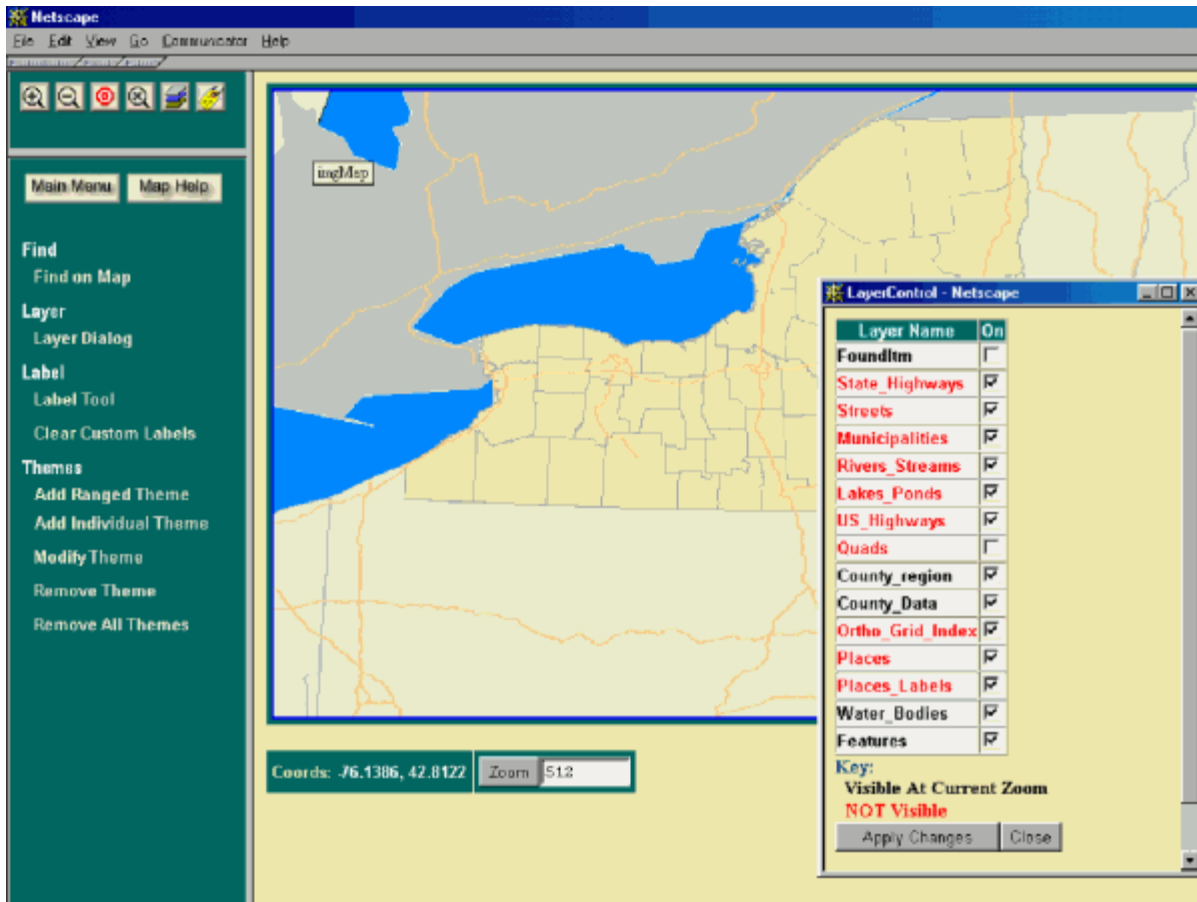 Netscape
File Edit View Go Communicator Help
Main Menu Map Help
Find
Find on Map
Layer
Layer Dialog
Label
Label Tool
Clear Custom Labels
Themes
Add Ranged Theme
Add Individual Theme
Modify Theme
Remove Theme
Remove All Themes
imgMap
Coords: -76.1386, 42.8122 Zoom 512
LayerControl - Netscape
Layer Name On
FoundItm
State_Highways
Streets
Municipalities
Rivers_Streams
Lakes_Ponds
US_Highways
Quads
County_region
County_Data
Ortho_Grid_Index
Places
Places_Labels
Water_Bodies
Features
Key:
Visible At Current Zoom
NOT Visible
Apply Changes Close